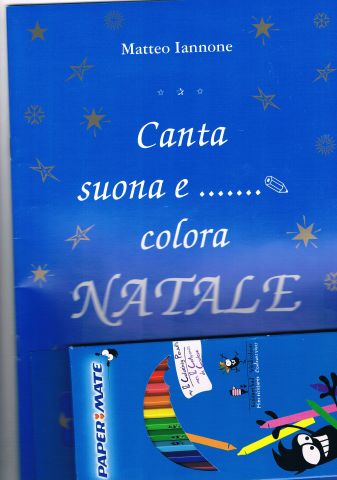 Matteo Iannone
Canta
suona e .......
colora
NATALE
PAPER MATE